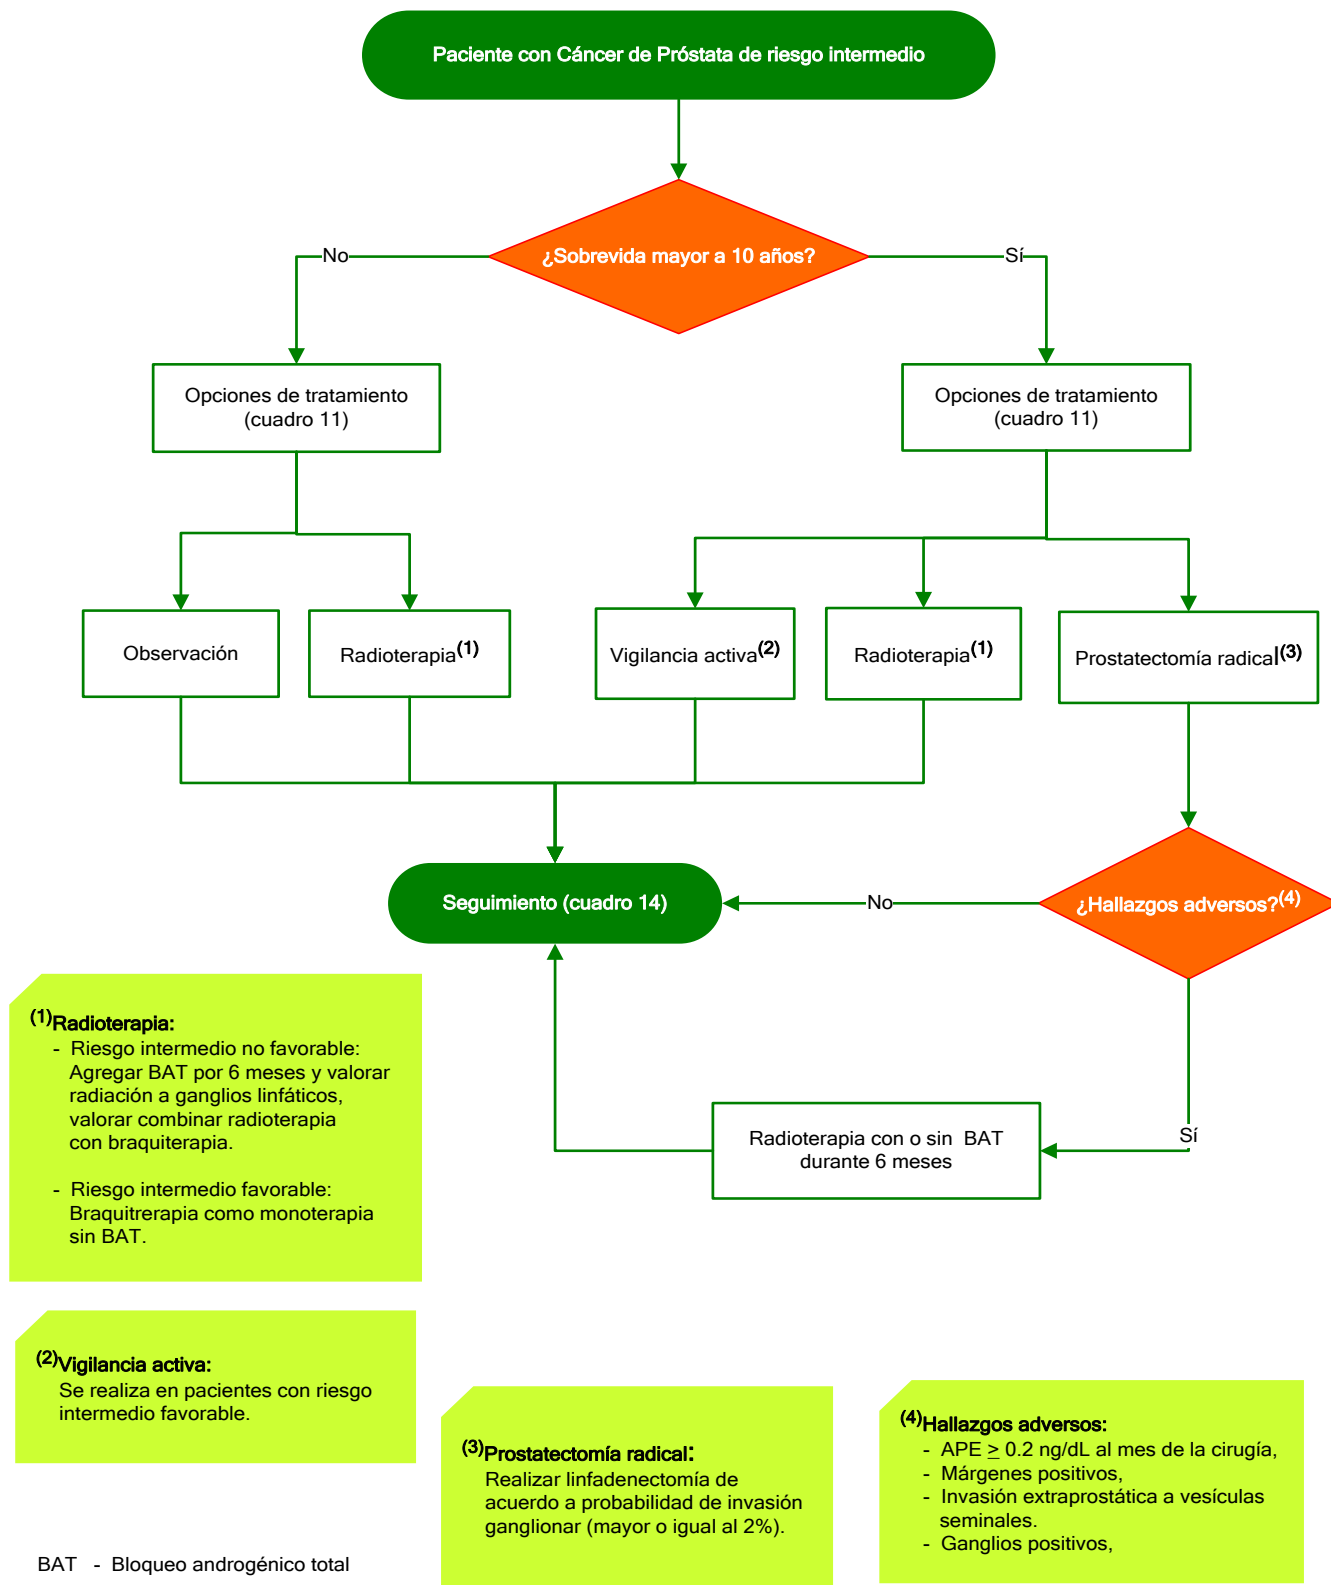 Paciente con Cáncer de Próstata de riesgo intermedio
¿Sobrevida mayor a 10 años?
No
Sí
Opciones de tratamiento
(cuadro 11)
Opciones de tratamiento
(cuadro 11)
Observación
Radioterapia(1)
Vigilancia activa(2)
Radioterapia(1)
Prostatectomía radical(3)
Seguimiento (cuadro 14)
No
¿Hallazgos adversos?(4)
Sí
Radioterapia con o sin BAT
durante 6 meses
(1)Radioterapia:
- Riesgo intermedio no favorable:
Agregar BAT por 6 meses y valorar
radiación a ganglios linfáticos,
valorar combinar radioterapia
con braquiterapia.
- Riesgo intermedio favorable:
Braquitrerapia como monoterapia
sin BAT.
(2)Vigilancia activa:
Se realiza en pacientes con riesgo
intermedio favorable.
(3)Prostatectomía radical:
Realizar linfadenectomía de
acuerdo a probabilidad de invasión
ganglionar (mayor o igual al 2%).
(4)Hallazgos adversos:
- APE ≥ 0.2 ng/dL al mes de la cirugía,
- Márgenes positivos,
- Invasión extraprostática a vesículas
seminales.
- Ganglios positivos,
BAT - Bloqueo androgénico total